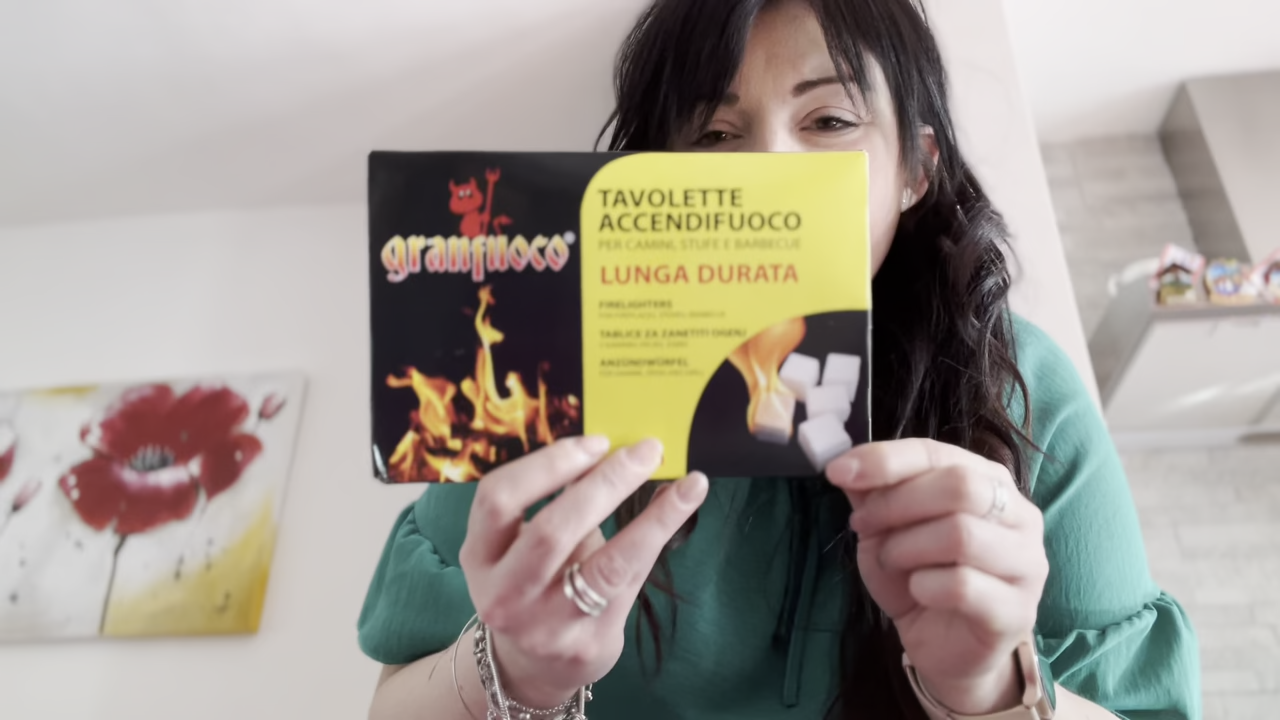 granfuoco®
TAVOLETTE
ACCENDIFUOCO
PER CAMINI, STUFE E BARBECUE
LUNGA DURATA
FIRELIGHTERS
TABLICE ZA ZANETITI OGENJ
ANZÜNDWÜRFEL